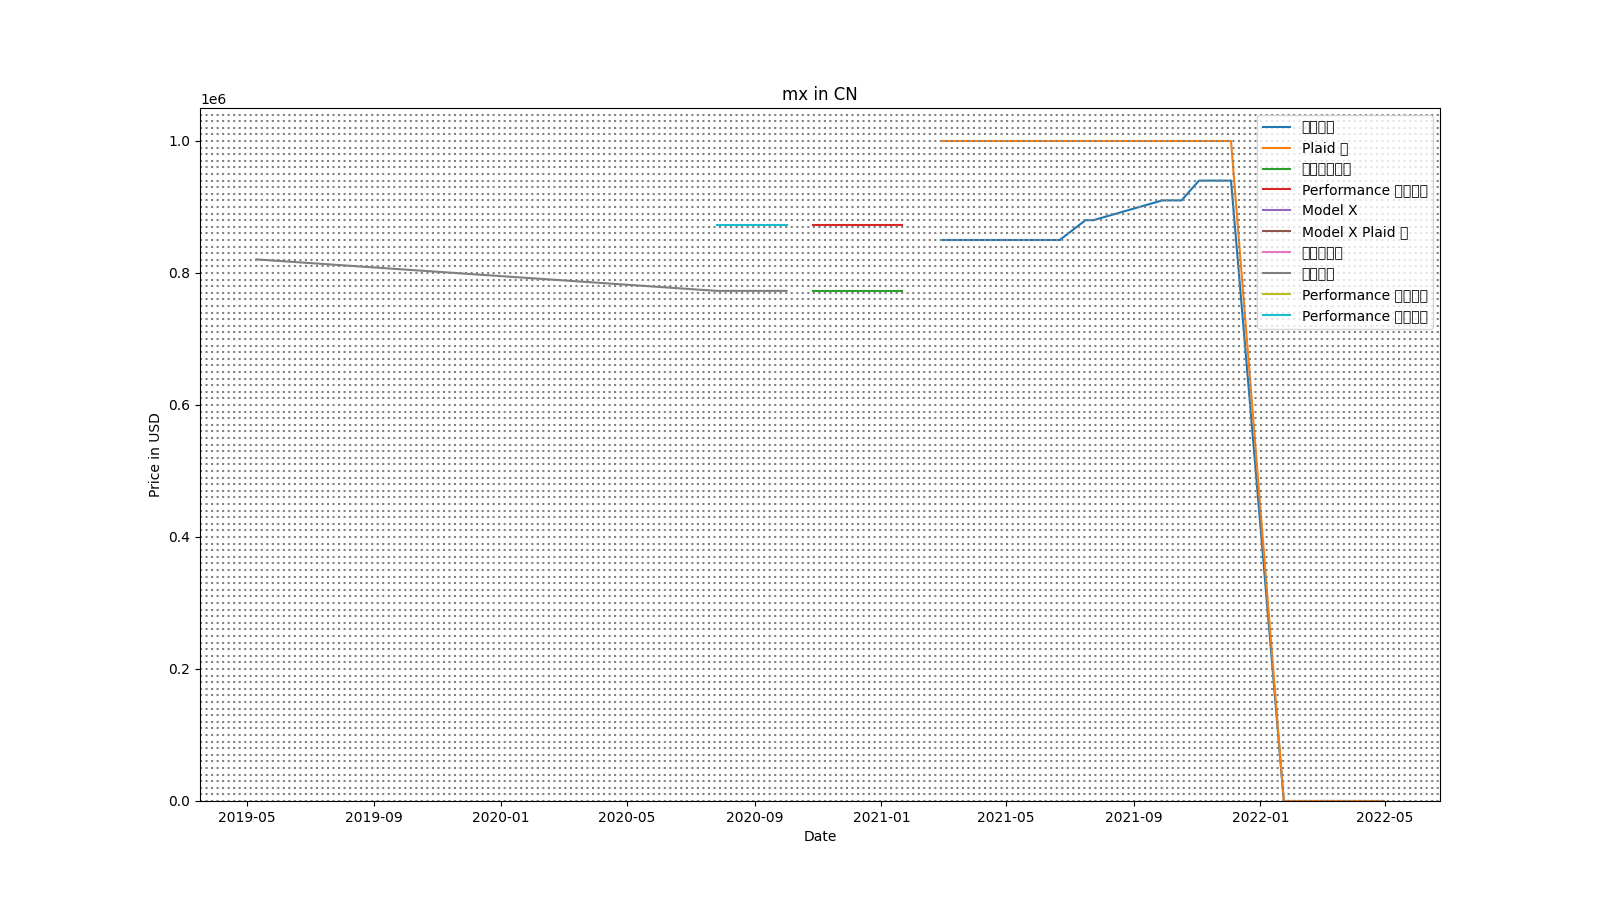 mx in CN
1e6
1.0
0.8
0.6
0.4
0.2
0.0
Price in USD
2019-05 2019-09 2020-01 2020-05 2020-09 2021-01 2021-05 2021-09 2022-01 2022-05
Date
Plaid
Performance
Model X
Model X Plaid
Performance
Performance